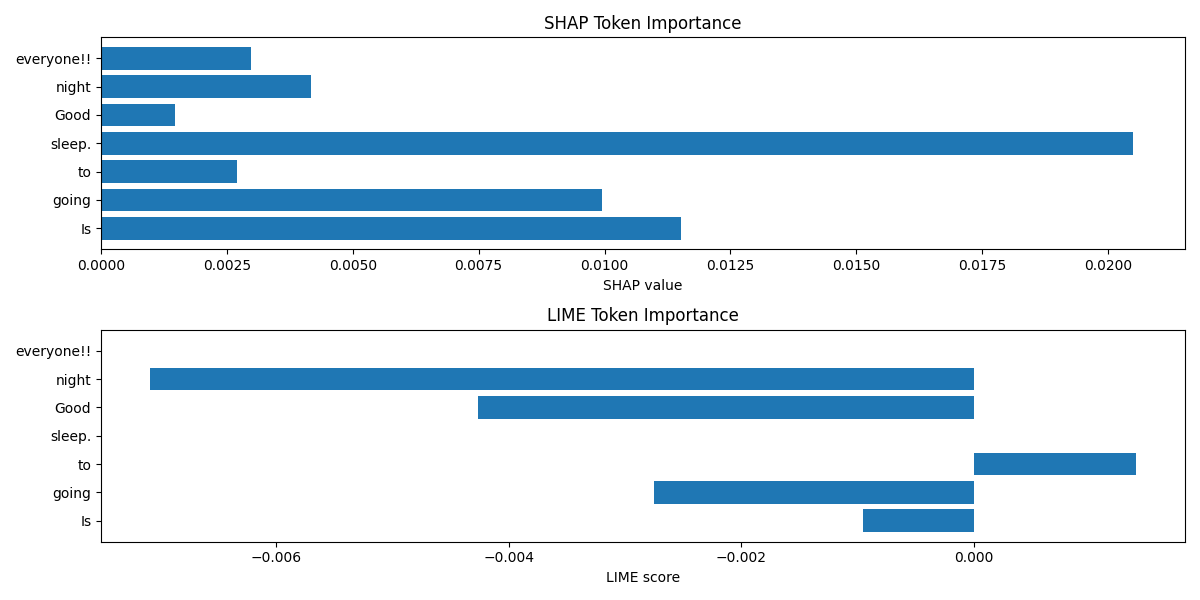 SHAP Token Importance
everyone!!
night
Good
sleep.
to
going
Is
0.0000 0.0025 0.0050 0.0075 0.0100 0.0125 0.0150 0.0175 0.0200
SHAP value
LIME Token Importance
everyone!!
night
Good
sleep.
to
going
Is
−0.006 −0.004 −0.002 0.000
LIME score